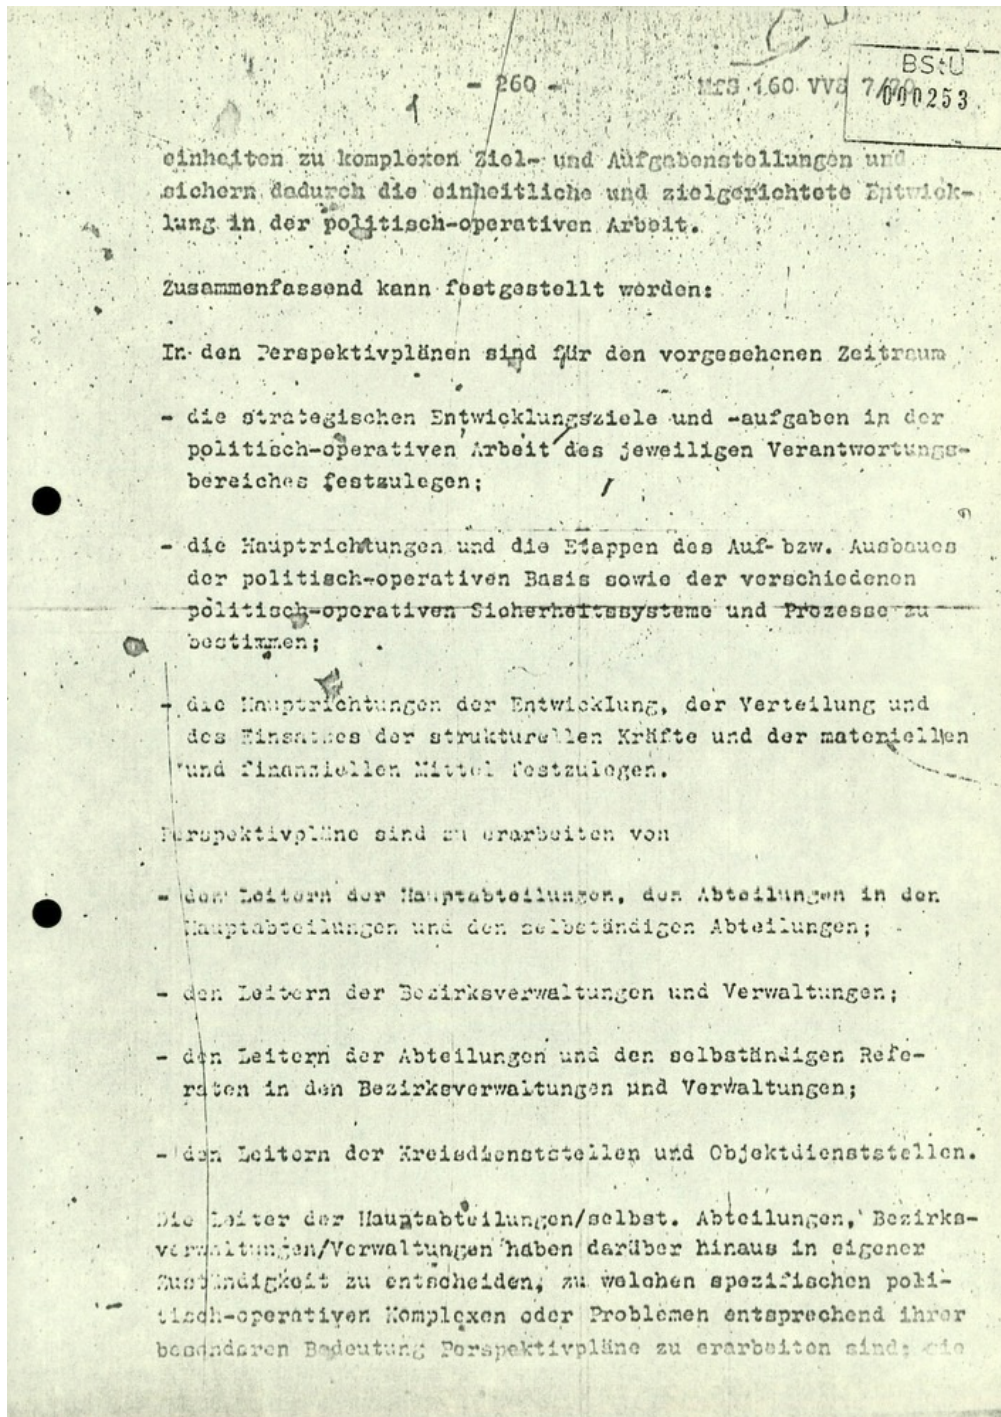 BStU
- 260 -
MfS 160 VVS 7/70
000253
einheiten zu komplexen Ziel- und Aufgabenstellungen und
sichern dadurch die einheitliche und zielgerichtete Entwick-
lung in der politisch-operativen Arbeit.
Zusammenfassend kann festgestellt werden:
In den Perspektivplänen sind für den vorgesehenen Zeitraum
- die strategischen Entwicklungsziele und -aufgaben in der
politisch-operativen Arbeit des jeweiligen Verantwortungs-
bereiches festzulegen;
- die Hauptrichtungen und die Etappen des Auf- bzw. Ausbaues
der politisch-operativen Basis sowie der verschiedenen
politisch-operativen Sicherheitssysteme und Prozesse zu
bestimmen;
- die Hauptrichtungen der Entwicklung, der Verteilung und
des Einsatzes der strukturellen Kräfte und der materiellen
und finanziellen Mittel festzulegen.
Perspektivpläne sind zu erarbeiten von
- den Leitern der Hauptabteilungen, den Abteilungen in den
Hauptabteilungen und den selbständigen Abteilungen;
- den Leitern der Bezirksverwaltungen und Verwaltungen;
- den Leitern der Abteilungen und den selbständigen Refe-
raten in den Bezirksverwaltungen und Verwaltungen;
- den Leitern der Kreisdienststellen und Objektdienststellen.
Die Leiter der Hauptabteilungen/selbst. Abteilungen, Bezirks-
verwaltungen/Verwaltungen haben darüber hinaus in eigener
Zuständigkeit zu entscheiden, zu welchen spezifischen poli-
tisch-operativen Komplexen oder Problemen entsprechend ihrer
besonderen Bedeutung Perspektivpläne zu erarbeiten sind;